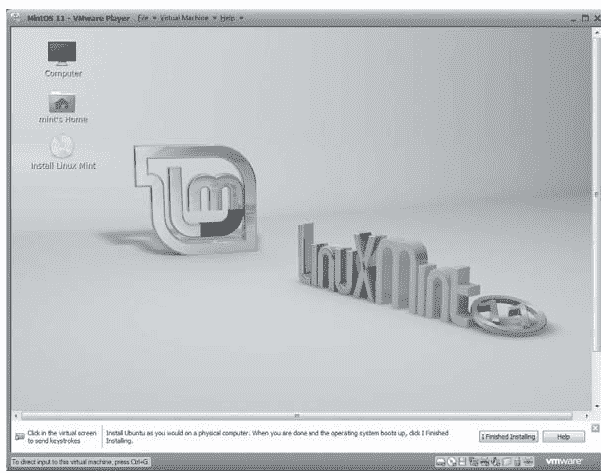 MintOS 11 - VMware Player File Virtual Machine Help
Computer
mint's Home
Install Linux Mint
LinuxMint
11
Click in the virtual screen
to send keystrokes
Install Ubuntu as you would on a physical computer. When you are done and the operating system boots up, click I Finished
Installing.
I Finished Installing
Help
To direct input to this virtual machine, press Ctrl+G.
vmware